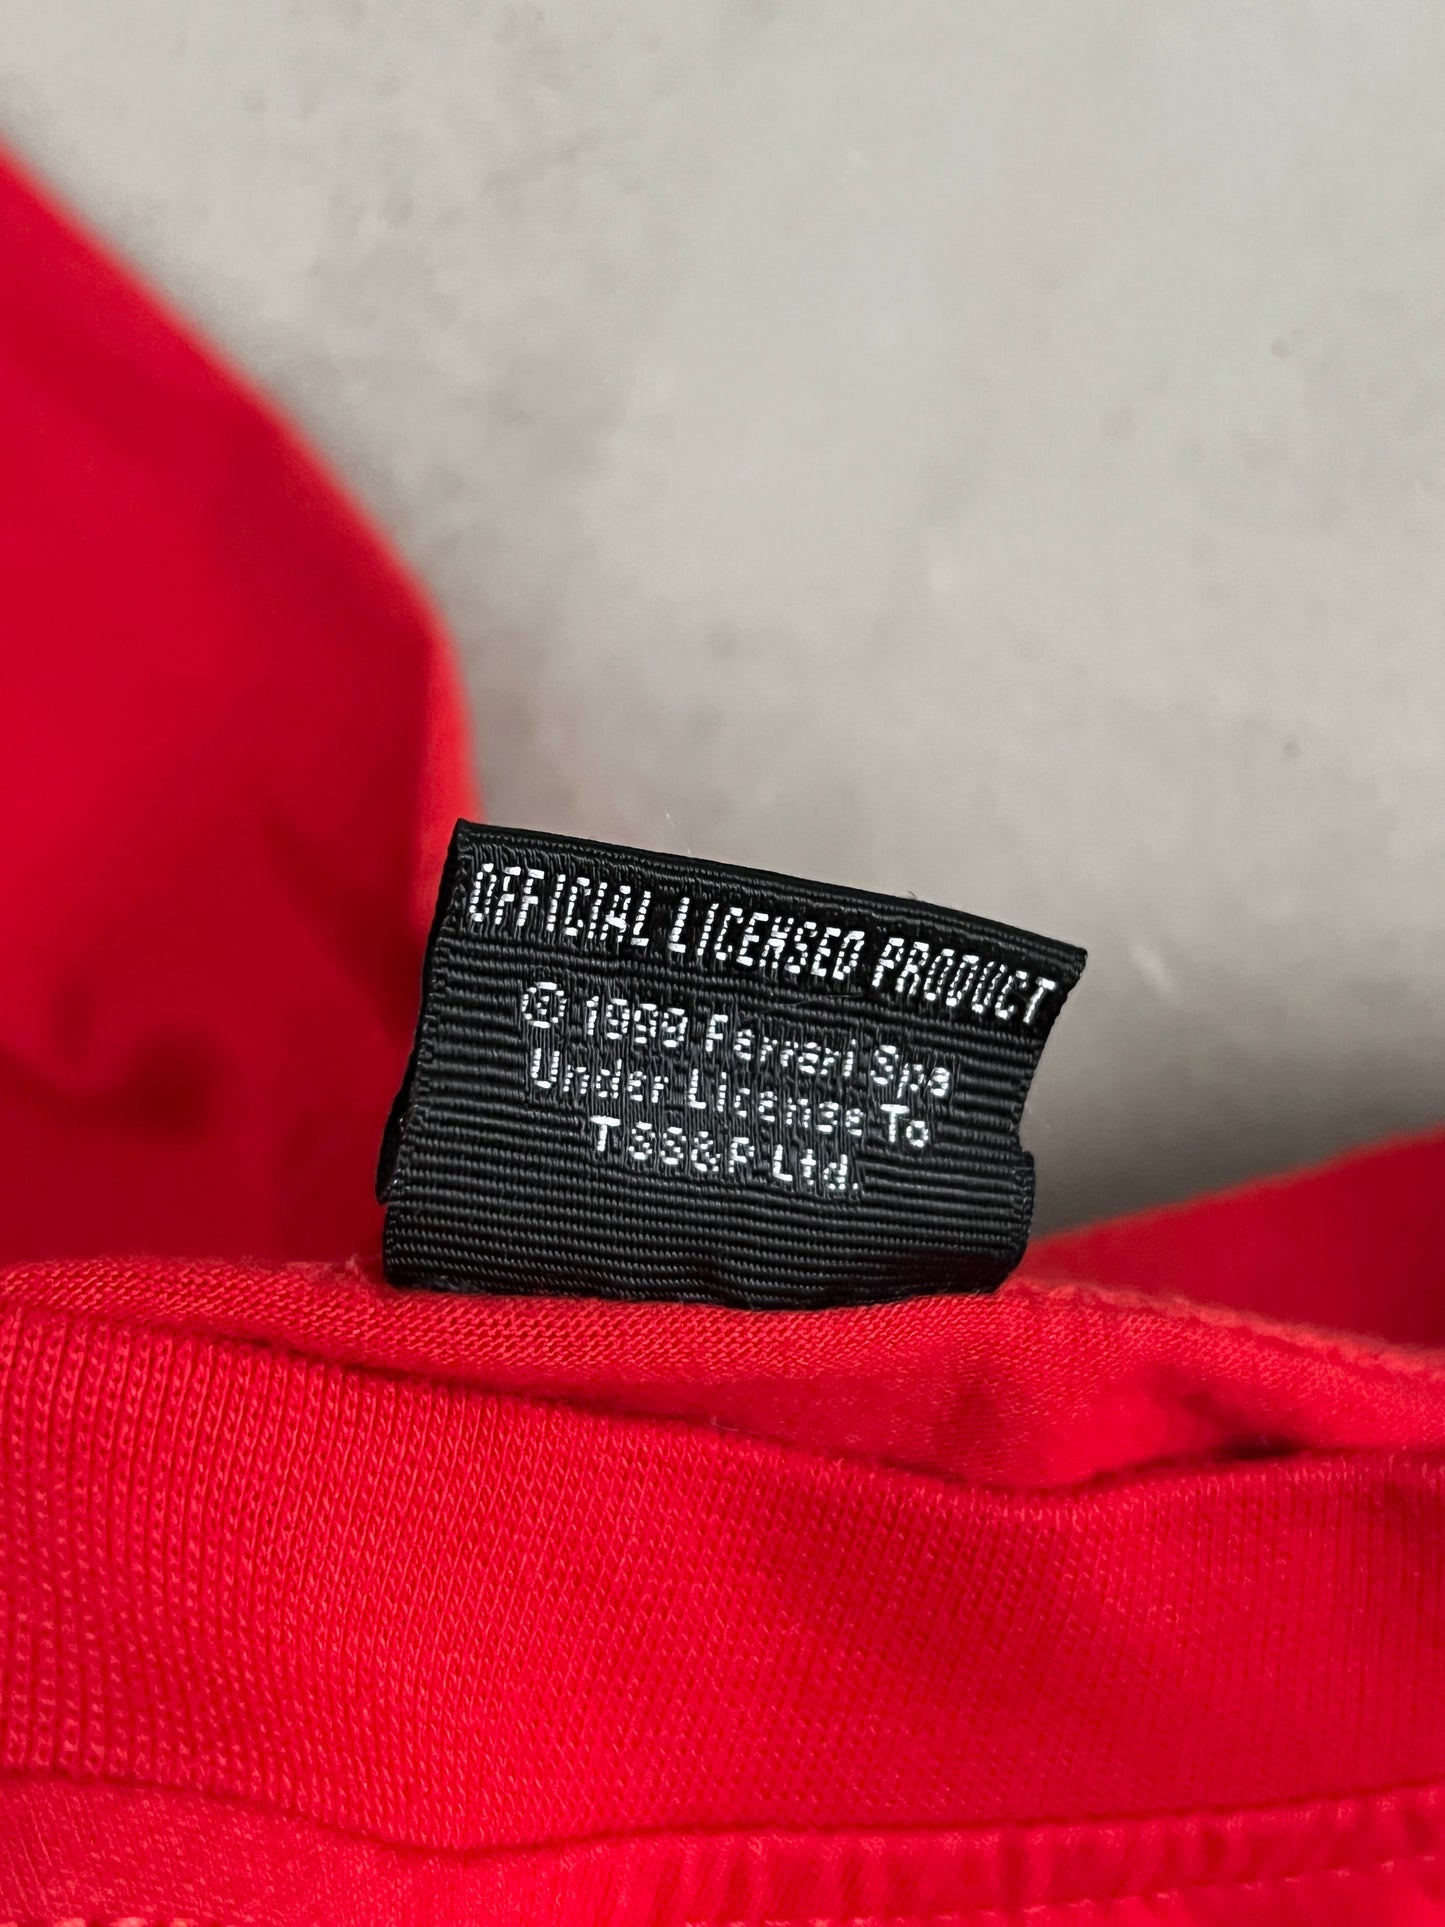 OFFICIAL LICENSED PRODUCT
© 1999 Ferrari Spa
Under License To
T.SS&P. Ltd.